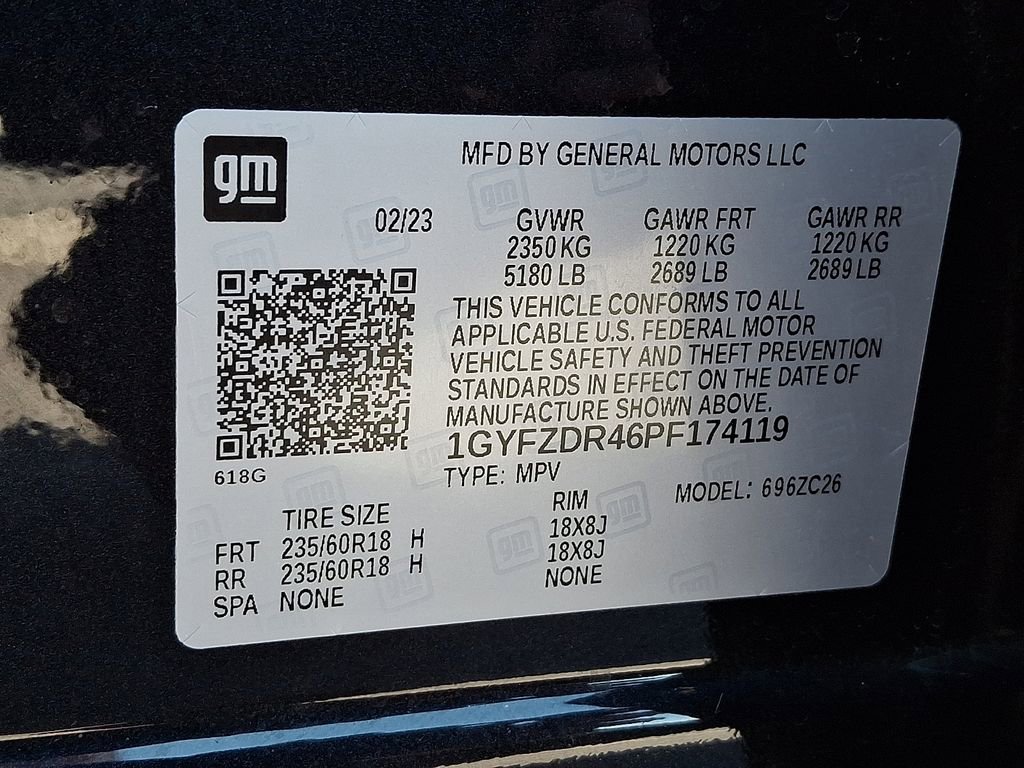 gm
MFD BY GENERAL MOTORS LLC
02/23
GVWR GAWR FRT GAWR RR
2350 KG 1220 KG 1220 KG
5180 LB 2689 LB 2689 LB
THIS VEHICLE CONFORMS TO ALL
APPLICABLE U.S. FEDERAL MOTOR
VEHICLE SAFETY AND THEFT PREVENTION
STANDARDS IN EFFECT ON THE DATE OF
MANUFACTURE SHOWN ABOVE.
1GYFZDR46PF174119
618G
TYPE: MPV MODEL: 696ZC26
TIRE SIZE RIM
FRT 235/60R18 H 18X8J
RR 235/60R18 H 18X8J
SPA NONE NONE